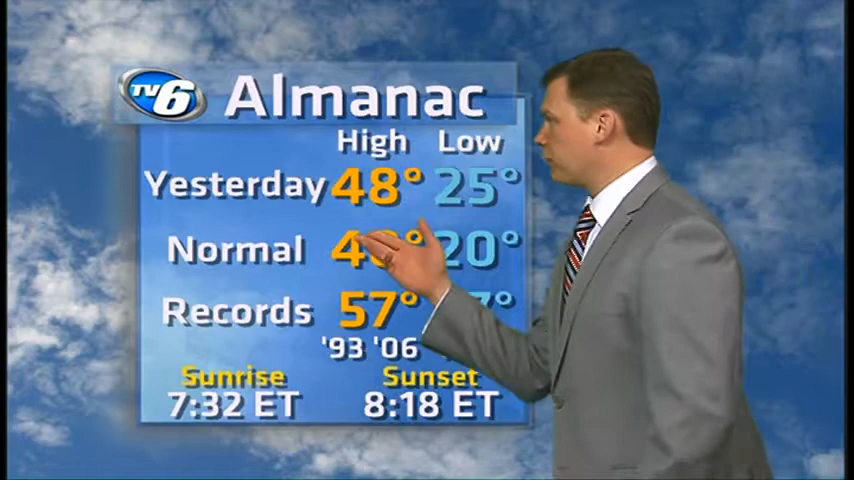 TV6 Almanac
High Low
Yesterday 48° 25°
Normal 20°
Records 57°
'93 '06
Sunrise Sunset
7:32 ET 8:18 ET